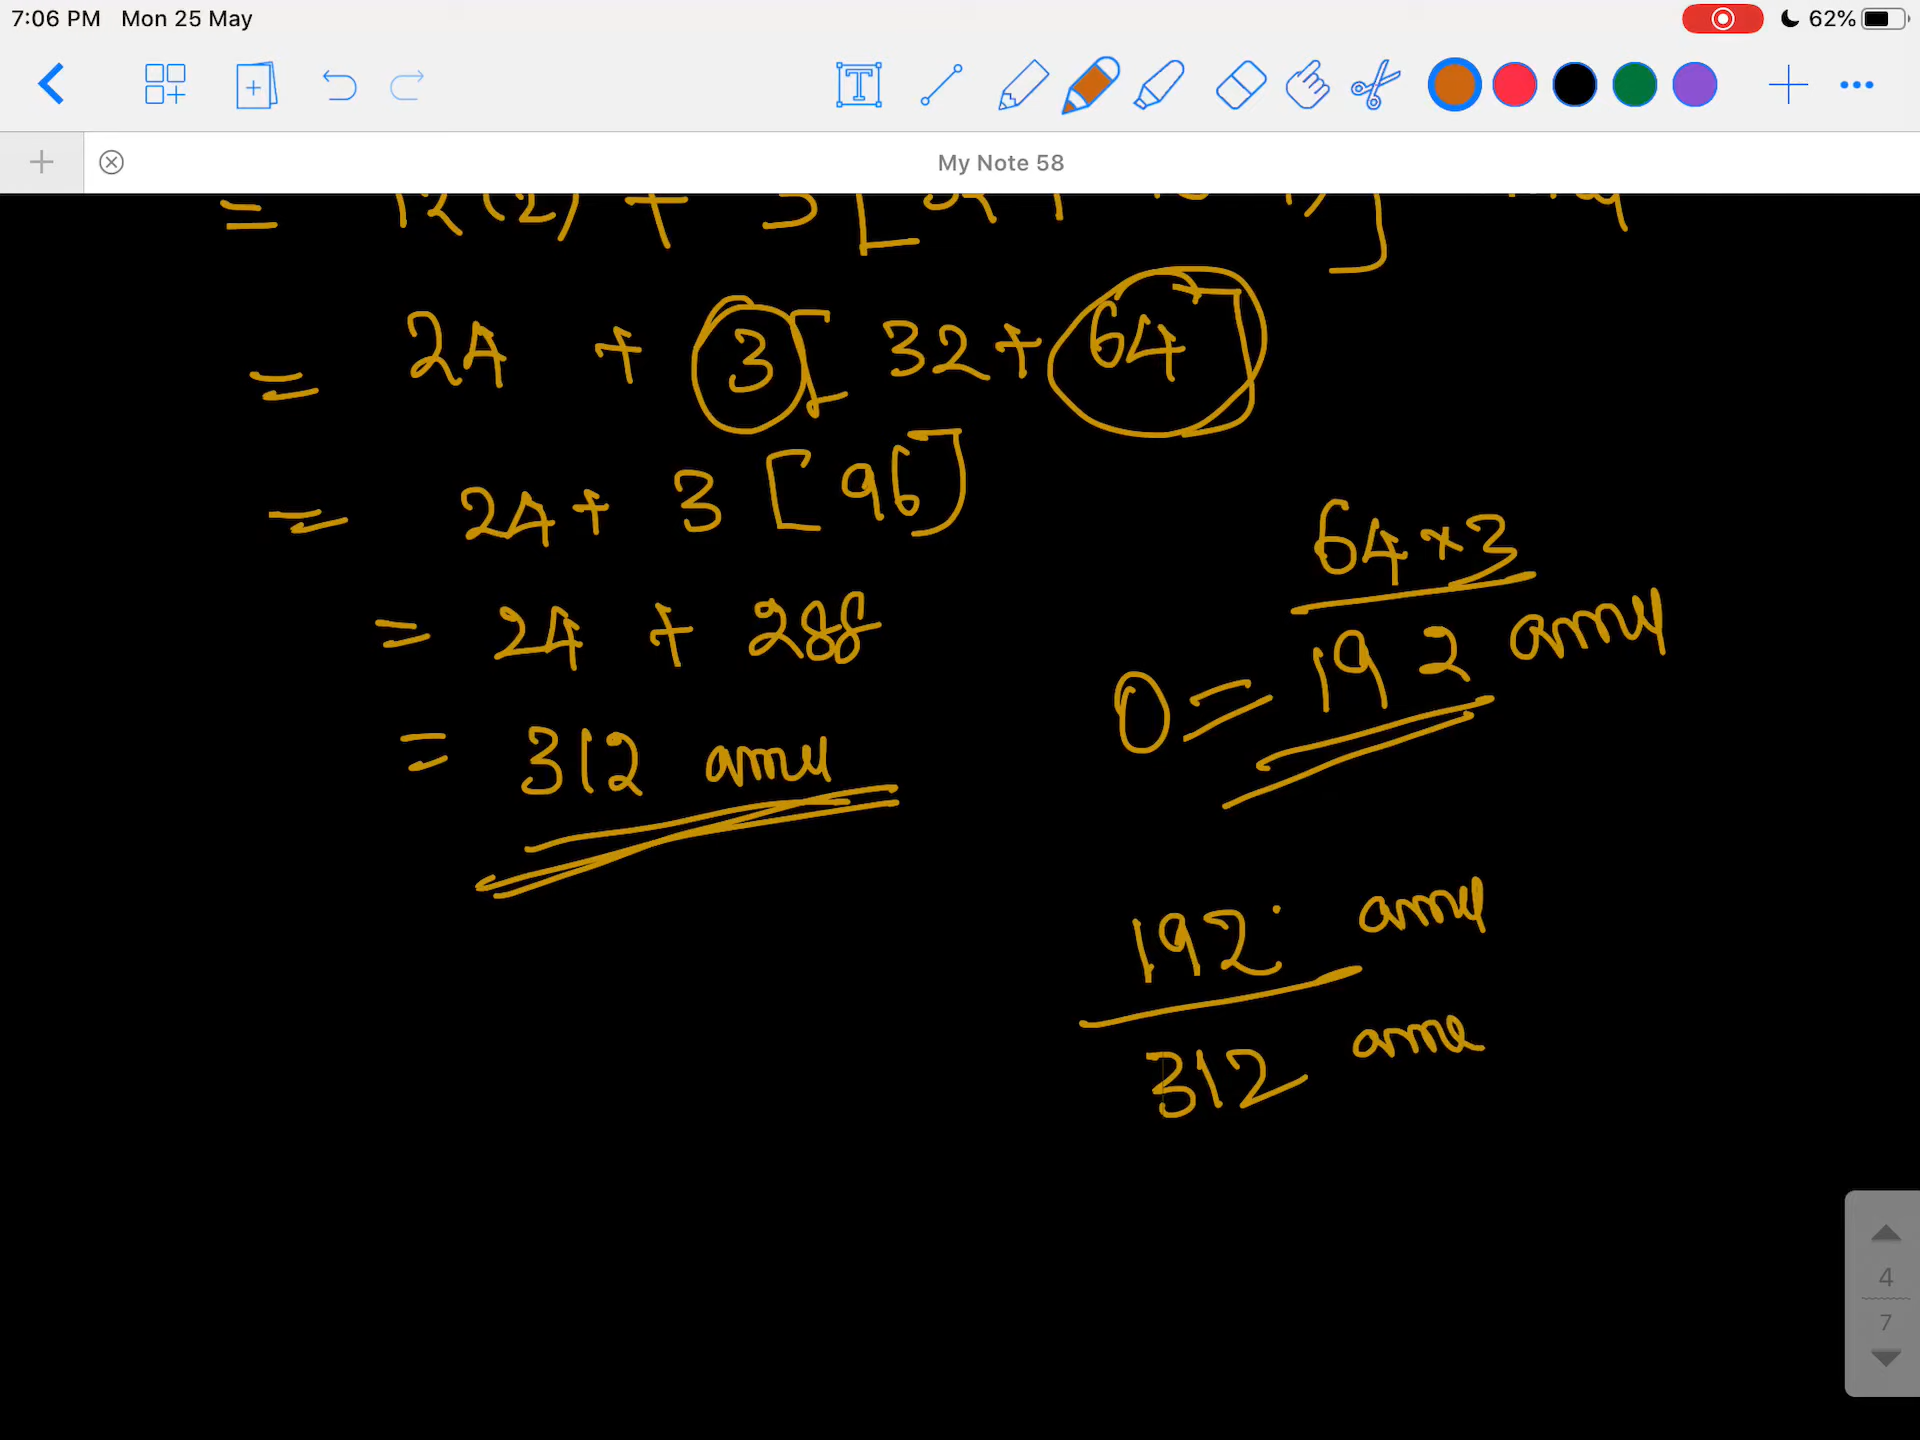 7:06 PM Mon 25 May
62%
T
My Note 58
= 24 + 3[ 32 + 64]
= 24 + 3 [96]
= 24 + 288
= 312 amu
64 × 3
O = 192 amu
192 amu
312 amu
4
7